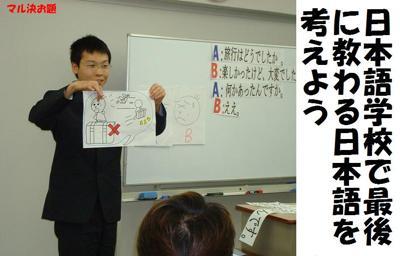 マル決お題
日本語学校で最後
に教わる日本語を
考えよう
A:旅行はどうでしたか。
B:楽しかったけど、大変でした
A:何かあったんですか。
B:ええ。
B
です。